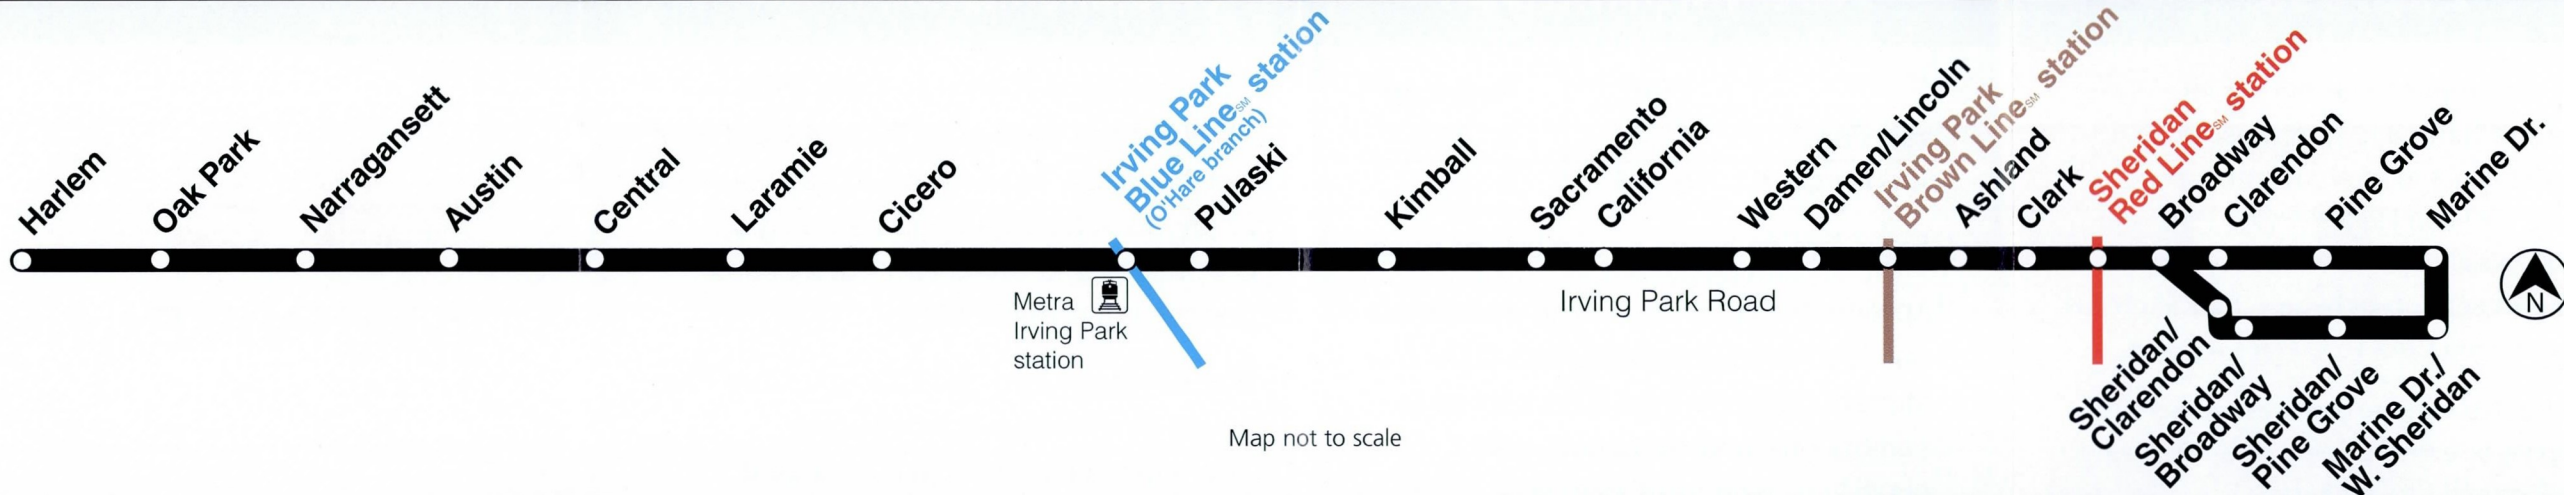 Harlem
Oak Park
Narragansett
Austin
Central
Laramie
Cicero
Irving Park
Blue Line℠ station
(O'Hare branch)
Pulaski
Kimball
Sacramento
California
Western
Damen/Lincoln
Irving Park
Brown Line℠ station
Ashland
Clark
Sheridan
Red Line℠ station
Broadway
Clarendon
Pine Grove
Marine Dr.
Metra
Irving Park
station
Irving Park Road
N
Sheridan/
Clarendon
Sheridan/
Broadway
Sheridan/
Pine Grove
Marine Dr./
W. Sheridan
Map not to scale